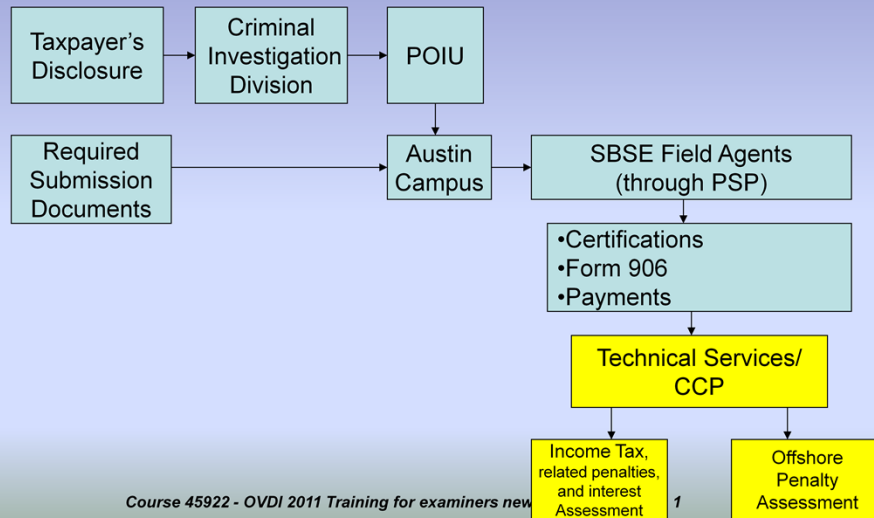 Taxpayer's
Disclosure
Criminal
Investigation
Division
POIU
Required
Submission
Documents
Austin
Campus
SBSE Field Agents
(through PSP)
•Certifications
•Form 906
•Payments
Technical Services/
CCP
Income Tax,
related penalties,
and interest
Assessment
Offshore
Penalty
Assessment
Course 45922 - OVDI 2011 Training for examiners new
1